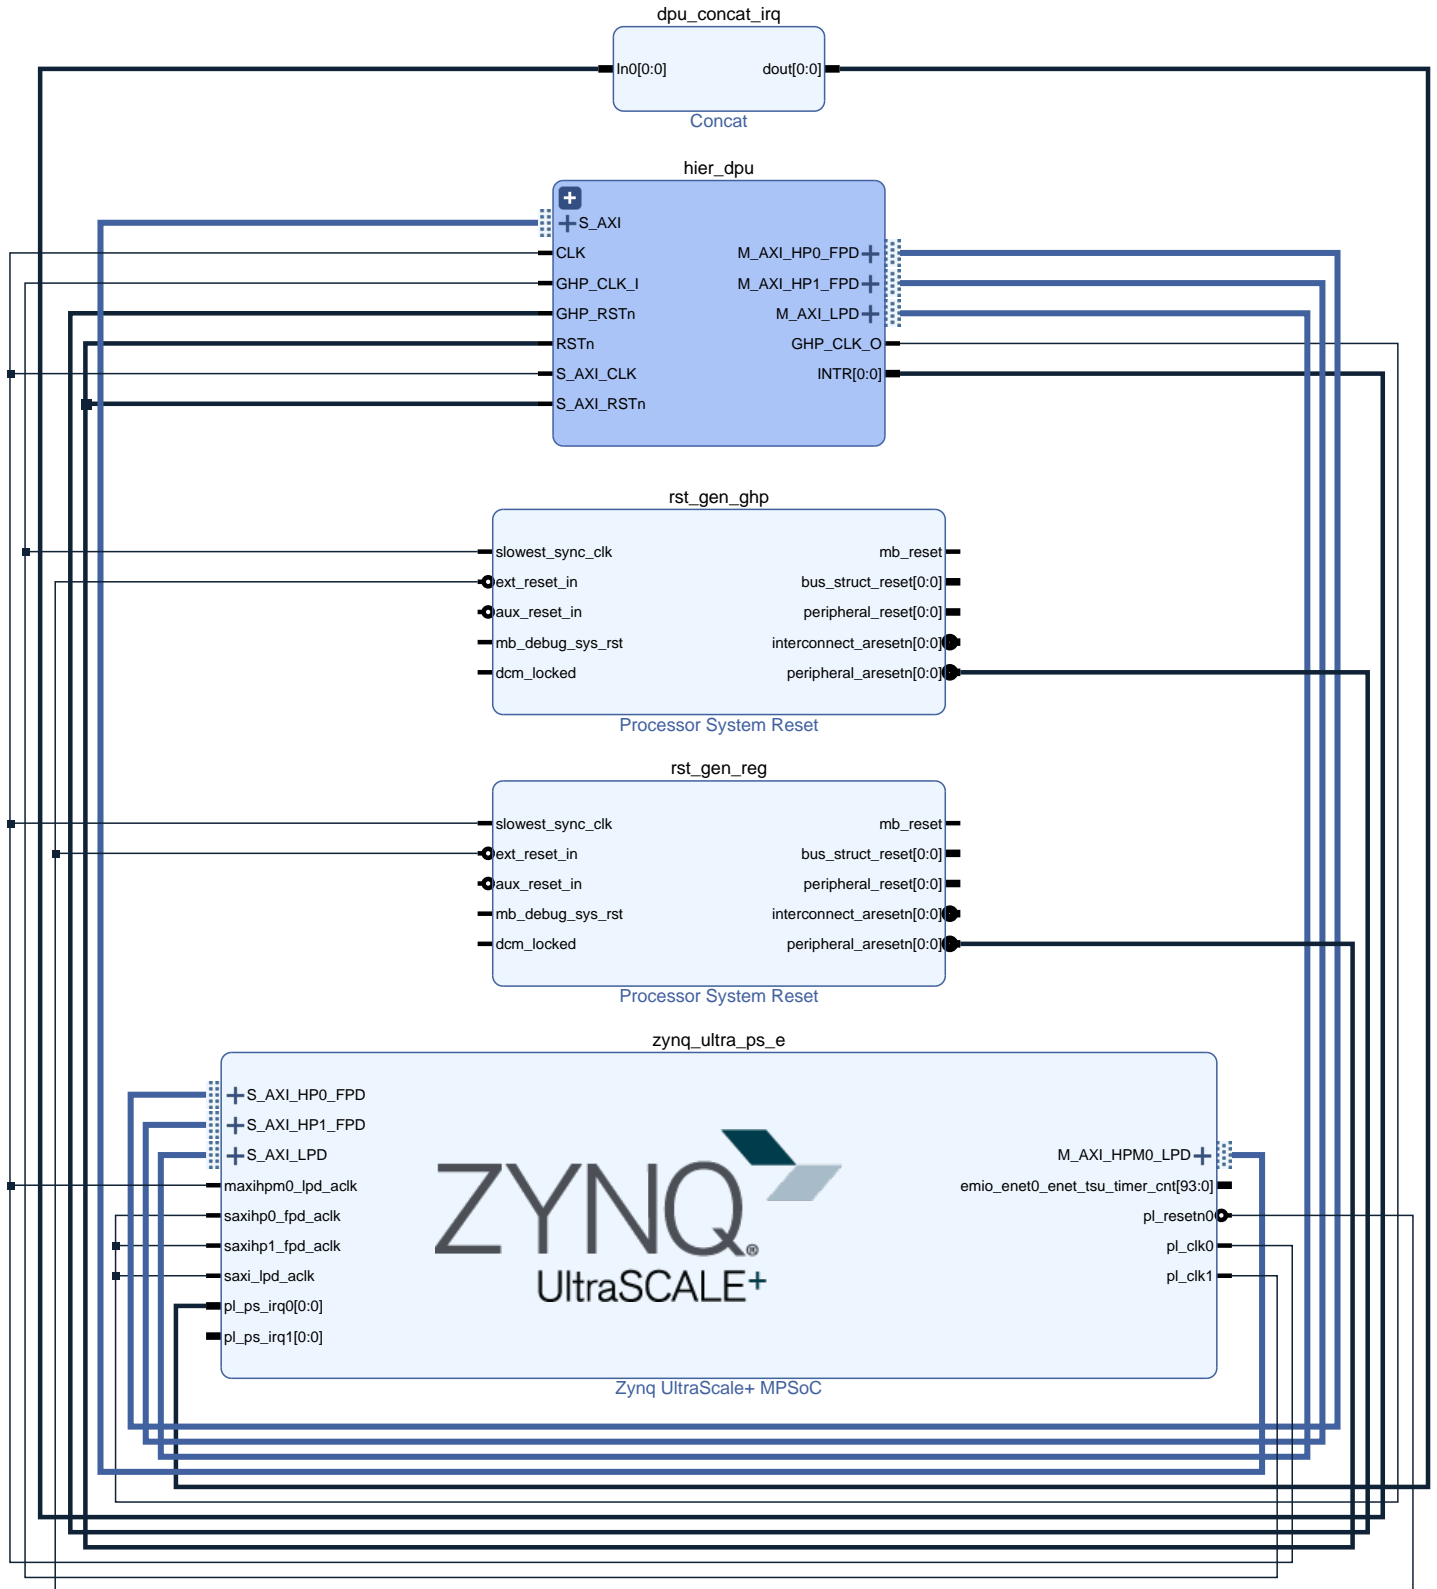 dpu_concat_irq
In0[0:0]
dout[0:0]
Concat
hier_dpu
S_AXI
CLK
GHP_CLK_I
GHP_RSTn
RSTn
S_AXI_CLK
S_AXI_RSTn
M_AXI_HP0_FPD
M_AXI_HP1_FPD
M_AXI_LPD
GHP_CLK_O
INTR[0:0]
rst_gen_ghp
slowest_sync_clk
ext_reset_in
aux_reset_in
mb_debug_sys_rst
dcm_locked
mb_reset
bus_struct_reset[0:0]
peripheral_reset[0:0]
interconnect_aresetn[0:0]
peripheral_aresetn[0:0]
Processor System Reset
rst_gen_reg
slowest_sync_clk
ext_reset_in
aux_reset_in
mb_debug_sys_rst
dcm_locked
mb_reset
bus_struct_reset[0:0]
peripheral_reset[0:0]
interconnect_aresetn[0:0]
peripheral_aresetn[0:0]
Processor System Reset
zynq_ultra_ps_e
S_AXI_HP0_FPD
S_AXI_HP1_FPD
S_AXI_LPD
maxihpm0_lpd_aclk
saxihp0_fpd_aclk
saxihp1_fpd_aclk
saxi_lpd_aclk
pl_ps_irq0[0:0]
pl_ps_irq1[0:0]
ZYNQ®
UltraSCALE+
M_AXI_HPM0_LPD
emio_enet0_enet_tsu_timer_cnt[93:0]
pl_resetn0
pl_clk0
pl_clk1
Zynq UltraScale+ MPSoC